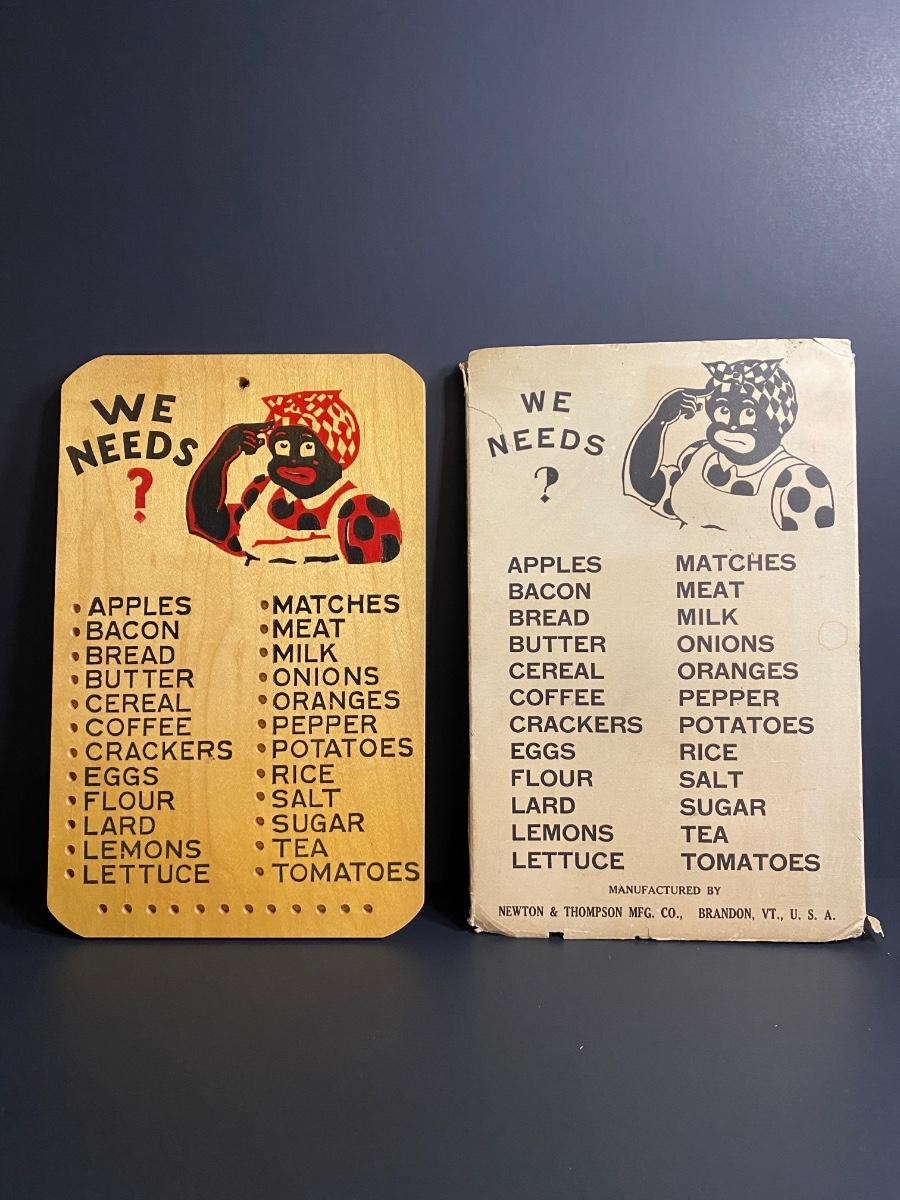 WE
NEEDS
?
APPLES
BACON
BREAD
BUTTER
CEREAL
COFFEE
CRACKERS
EGGS
FLOUR
LARD
LEMONS
LETTUCE
MATCHES
MEAT
MILK
ONIONS
ORANGES
PEPPER
POTATOES
RICE
SALT
SUGAR
TEA
TOMATOES
WE
NEEDS
?
APPLES
BACON
BREAD
BUTTER
CEREAL
COFFEE
CRACKERS
EGGS
FLOUR
LARD
LEMONS
LETTUCE
MATCHES
MEAT
MILK
ONIONS
ORANGES
PEPPER
POTATOES
RICE
SALT
SUGAR
TEA
TOMATOES
MANUFACTURED BY
NEWTON & THOMPSON MFG. CO., BRANDON, VT., U. S. A.